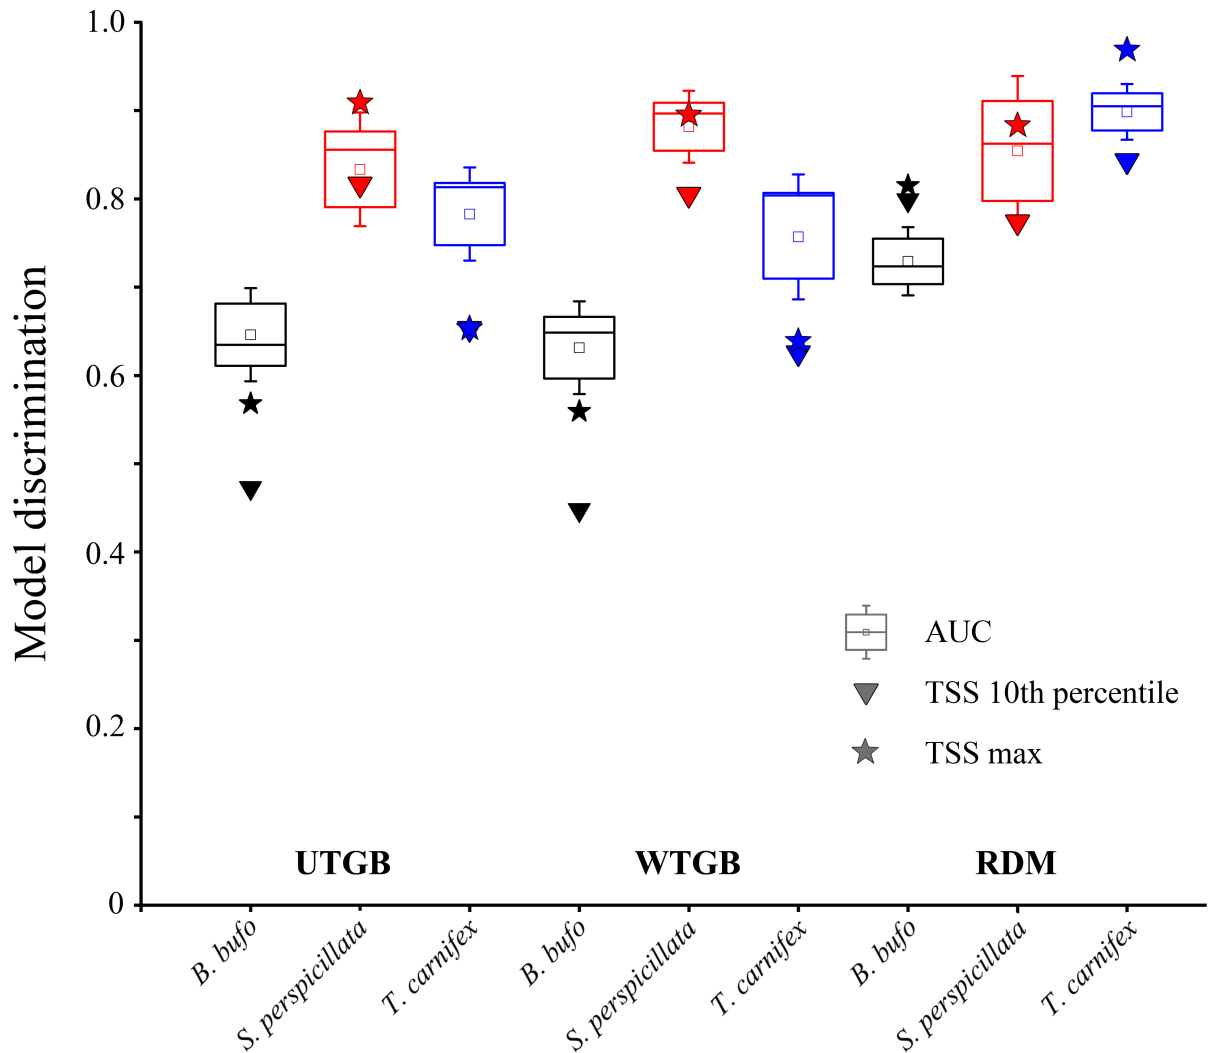 1.0
0.8
0.6
0.4
0.2
0
Model discrimination
AUC
TSS 10th percentile
TSS max
UTGB
WTGB
RDM
B. bufo
S. perspicillata
T. carnifex
B. bufo
S. perspicillata
T. carnifex
B. bufo
S. perspicillata
T. carnifex